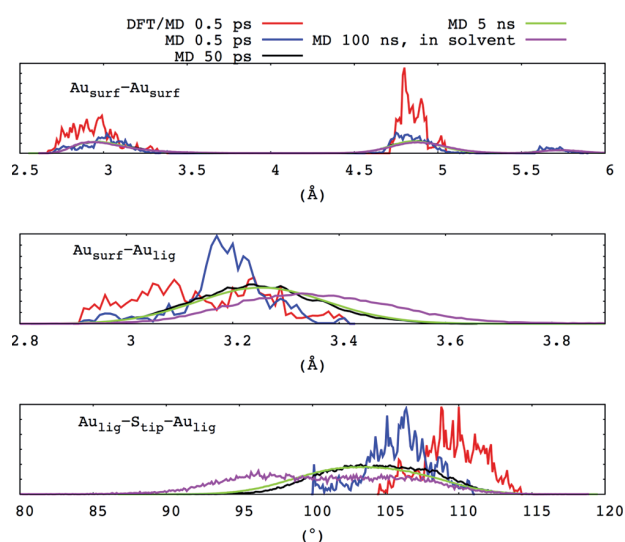 DFT/MD 0.5 ps MD 5 ns
MD 0.5 ps MD 100 ns, in solvent
MD 50 ps
Au_surf-Au_surf
2.5 3 3.5 4 4.5 5 5.5 6
(Å)
Au_surf-Au_lig
2.8 3 3.2 3.4 3.6 3.8
(Å)
Au_lig-S_tip-Au_lig
80 85 90 95 100 105 110 115 120
(°)